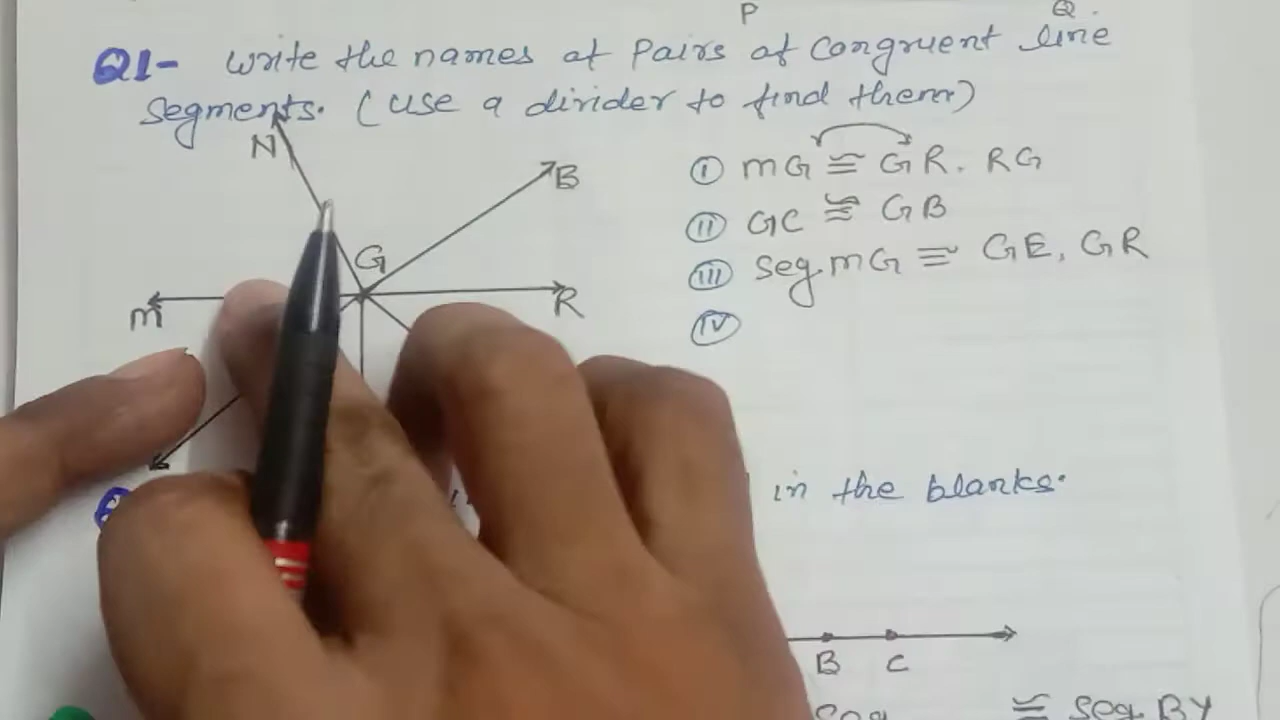 P Q.
Q1- Write the names of Pairs of Congruent line
Segments. (use a divider to find them)
N
B
G
M
R
I MG ≅ GR. RG
II GC ≅ GB
III Seg.MG ≅ GE, GR
IV
in the blanks.
B C
≅ Seg BY